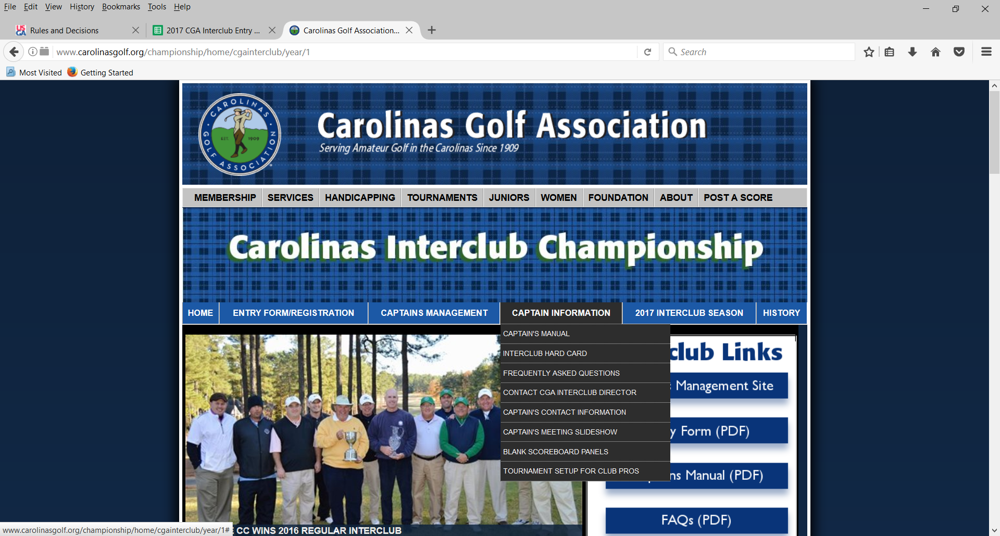 File Edit View History Bookmarks Tools Help
Rules and Decisions
2017 CGA Interclub Entry ...
Carolinas Golf Association...
www.carolinasgolf.org/championship/home/cgainterclub/year/1
Search
Most Visited Getting Started
CAROLINAS GOLF ASSOCIATION
EST. 1909
Carolinas Golf Association
Serving Amateur Golf in the Carolinas Since 1909
MEMBERSHIP SERVICES HANDICAPPING TOURNAMENTS JUNIORS WOMEN FOUNDATION ABOUT POST A SCORE
Carolinas Interclub Championship
HOME ENTRY FORM/REGISTRATION CAPTAINS MANAGEMENT CAPTAIN INFORMATION 2017 INTERCLUB SEASON HISTORY
CAPTAIN'S MANUAL
INTERCLUB HARD CARD
FREQUENTLY ASKED QUESTIONS
CONTACT CGA INTERCLUB DIRECTOR
CAPTAIN'S CONTACT INFORMATION
CAPTAIN'S MEETING SLIDESHOW
BLANK SCOREBOARD PANELS
TOURNAMENT SETUP FOR CLUB PROS
club Links
Management Site
y Form (PDF)
ns Manual (PDF)
FAQs (PDF)
CC WINS 2016 REGULAR INTERCLUB
www.carolinasgolf.org/championship/home/cgainterclub/year/1#